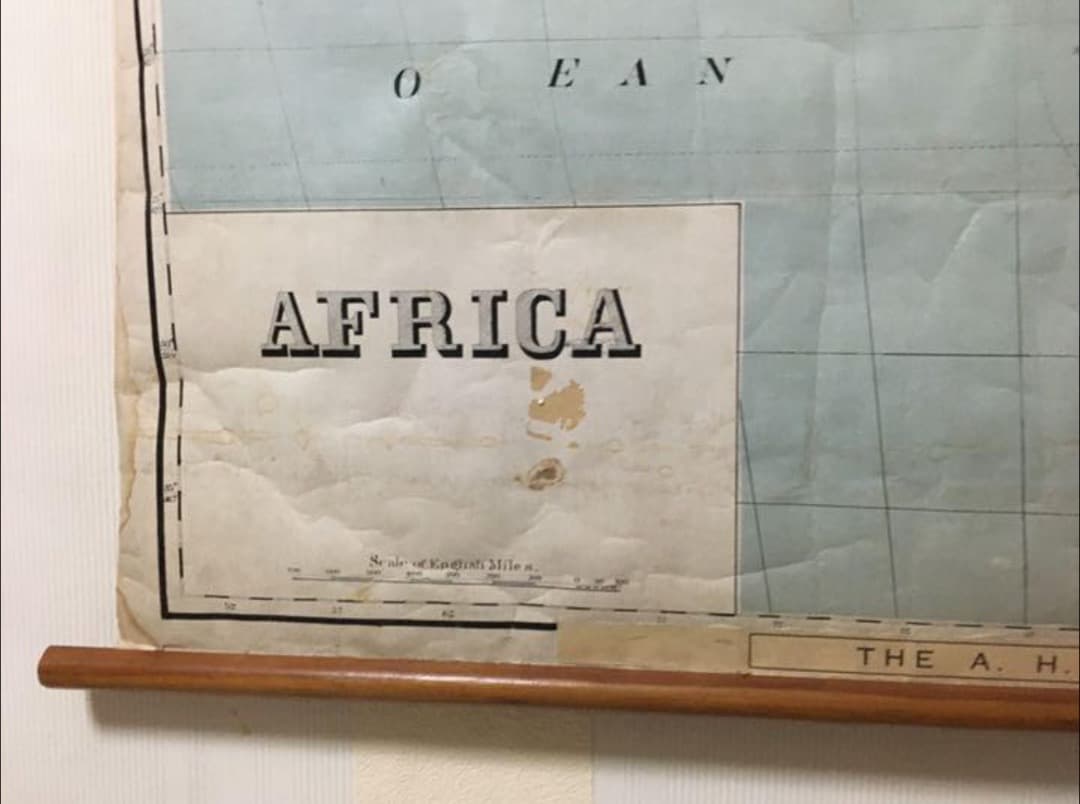 O E A N
AFRICA
Scale of English Miles.
THE A. H.